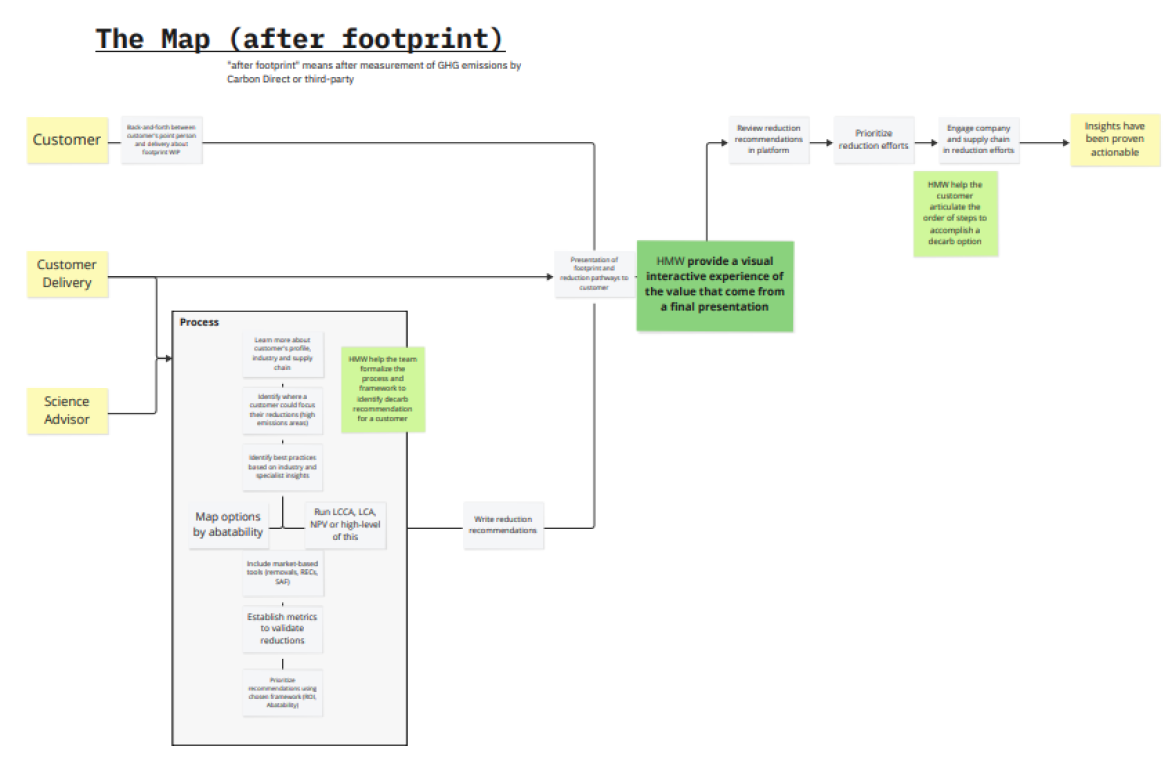 The Map (after footprint)
"after footprint" means after measurement of GHG emissions by
Carbon Direct or third-party
Customer
Back-and-forth between
customer's point person
and delivery about
footprint WIP
Review reduction
recommendations
in platform
Prioritize
reduction efforts
Engage company
and supply chain
in reduction efforts
Insights have
been proven
actionable
HMW help the
customer
articulate the
order of steps to
accomplish a
decarb option
Customer
Delivery
Presentation of
footprint and
reduction pathways to
customer
HMW provide a visual
interactive experience of
the value that come from
a final presentation
Science
Advisor
Process
Learn more about
customer's profile,
industry and supply
chain
HMW help the team
formalize the
process and
framework to
identify decarb
recommendation
for a customer
Identify where a
customer could focus
their reductions (high
emissions areas)
Identify best practices
based on industry and
specialist insights
Map options
by abatability
Run LCCA, LCA,
NPV or high-level
of this
Write reduction
recommendations
Include market-based
tools (removals, RECs,
SAF)
Establish metrics
to validate
reductions
Prioritize
recommendations using
chosen framework (ROI,
Abatability)